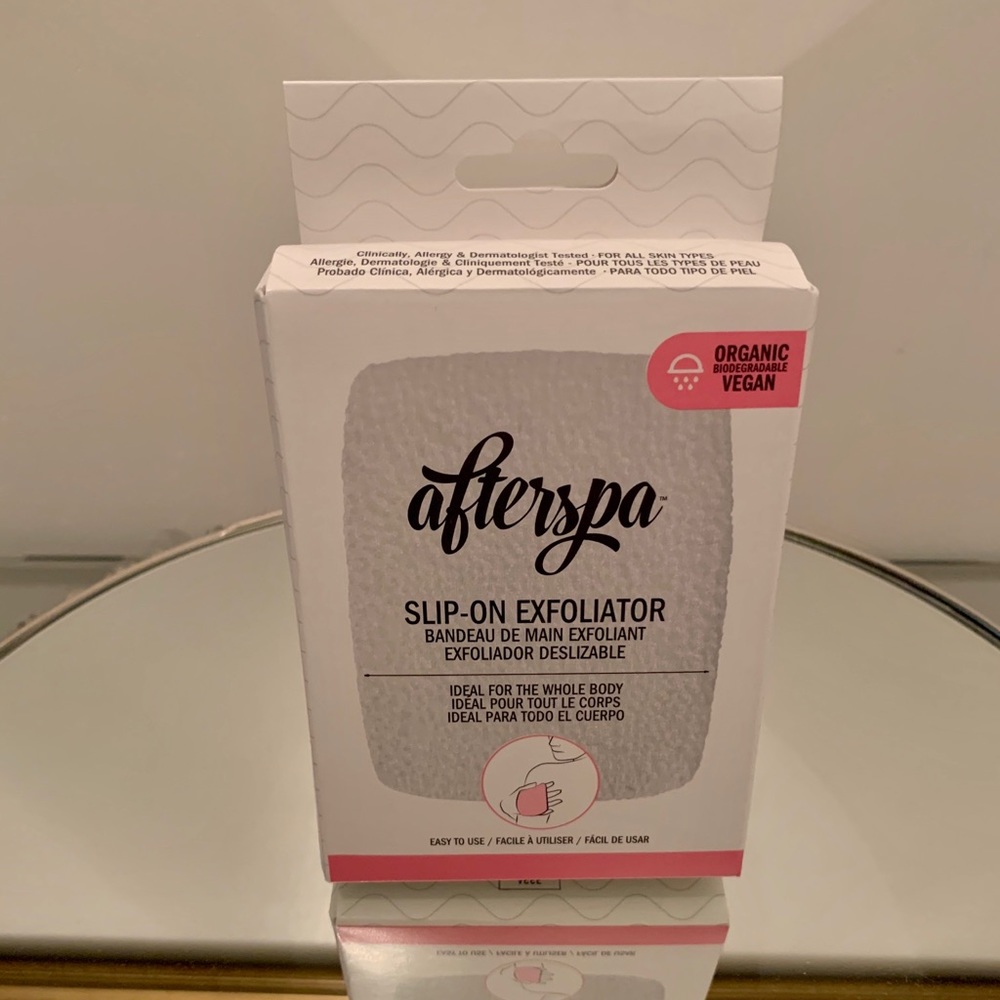 Clinically, Allergy & Dermatologist Tested · FOR ALL SKIN TYPES
Allergie, Dermatologie & Cliniquement Testé · POUR TOUS LES TYPES DE PEAU
Probado Clínica, Alérgica y Dermatológicamente · PARA TODO TIPO DE PIEL
ORGANIC
BIODEGRADABLE
VEGAN
afterspa™
SLIP-ON EXFOLIATOR
BANDEAU DE MAIN EXFOLIANT
EXFOLIADOR DESLIZABLE
IDEAL FOR THE WHOLE BODY
IDÉAL POUR TOUT LE CORPS
IDEAL PARA TODO EL CUERPO
EASY TO USE / FACILE À UTILISER / FÁCIL DE USAR